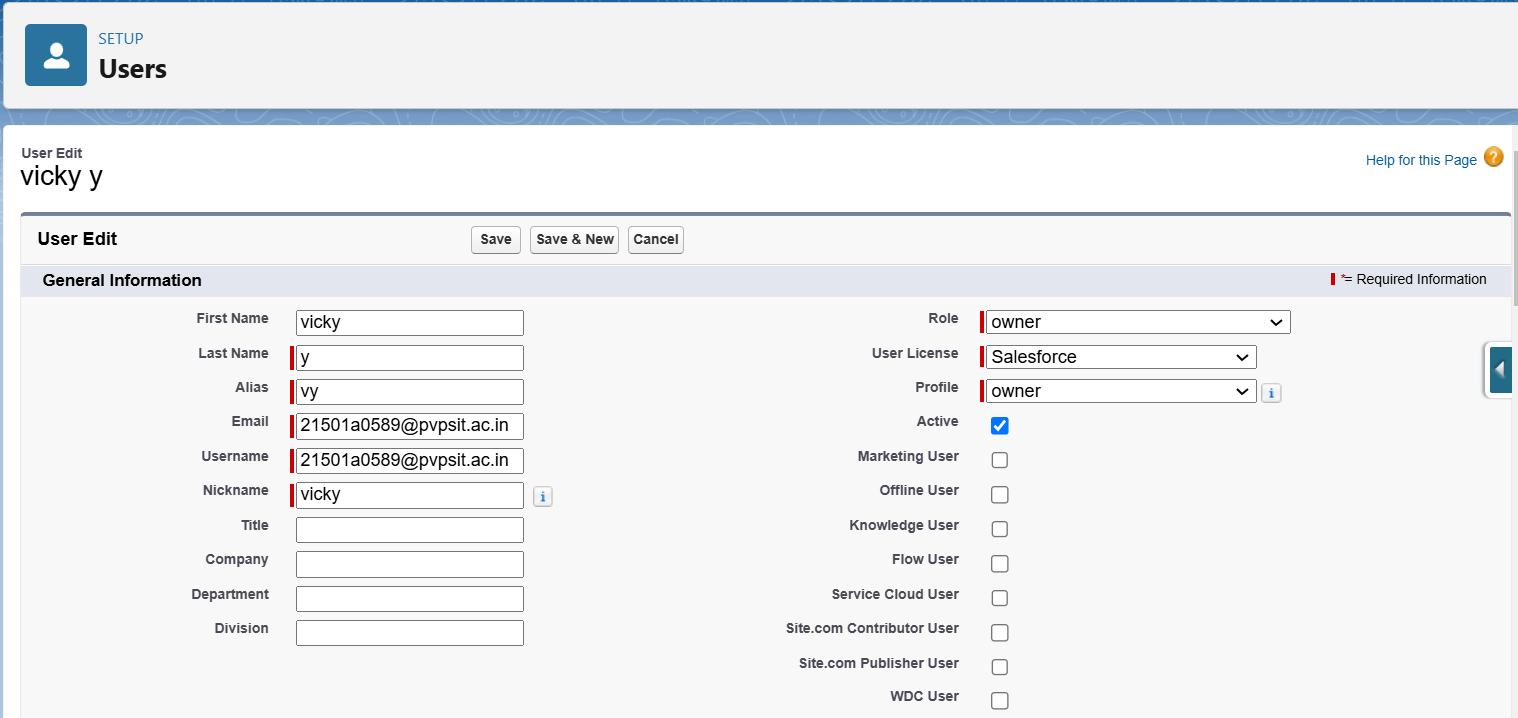 SETUP
Users
User Edit
vicky y
Help for this Page ?
User Edit
Save
Save & New
Cancel
General Information
*= Required Information
First Name vicky
Last Name y
Alias vy
Email 21501a0589@pvpsit.ac.in
Username 21501a0589@pvpsit.ac.in
Nickname vicky i
Title
Company
Department
Division
Role owner
User License Salesforce
Profile owner i
Active
Marketing User
Offline User
Knowledge User
Flow User
Service Cloud User
Site.com Contributor User
Site.com Publisher User
WDC User